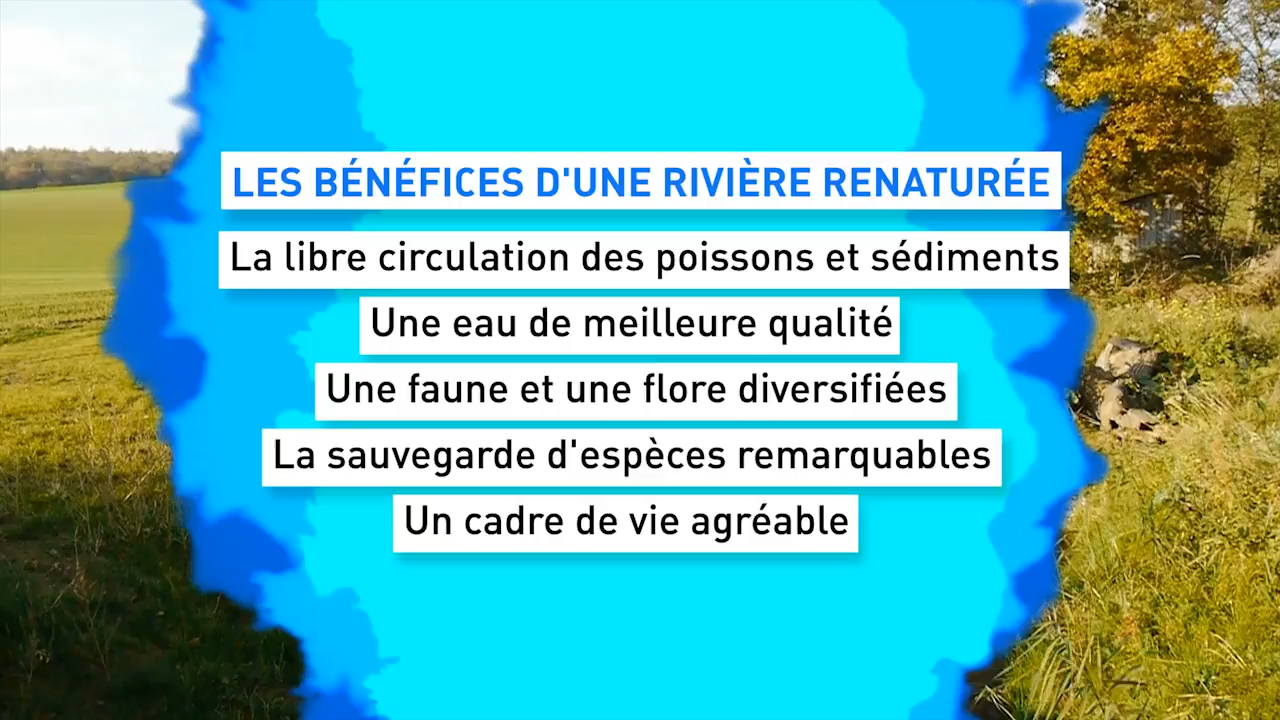 LES BÉNÉFICES D'UNE RIVIÈRE RENATURÉE
La libre circulation des poissons et sédiments
Une eau de meilleure qualité
Une faune et une flore diversifiées
La sauvegarde d'espèces remarquables
Un cadre de vie agréable